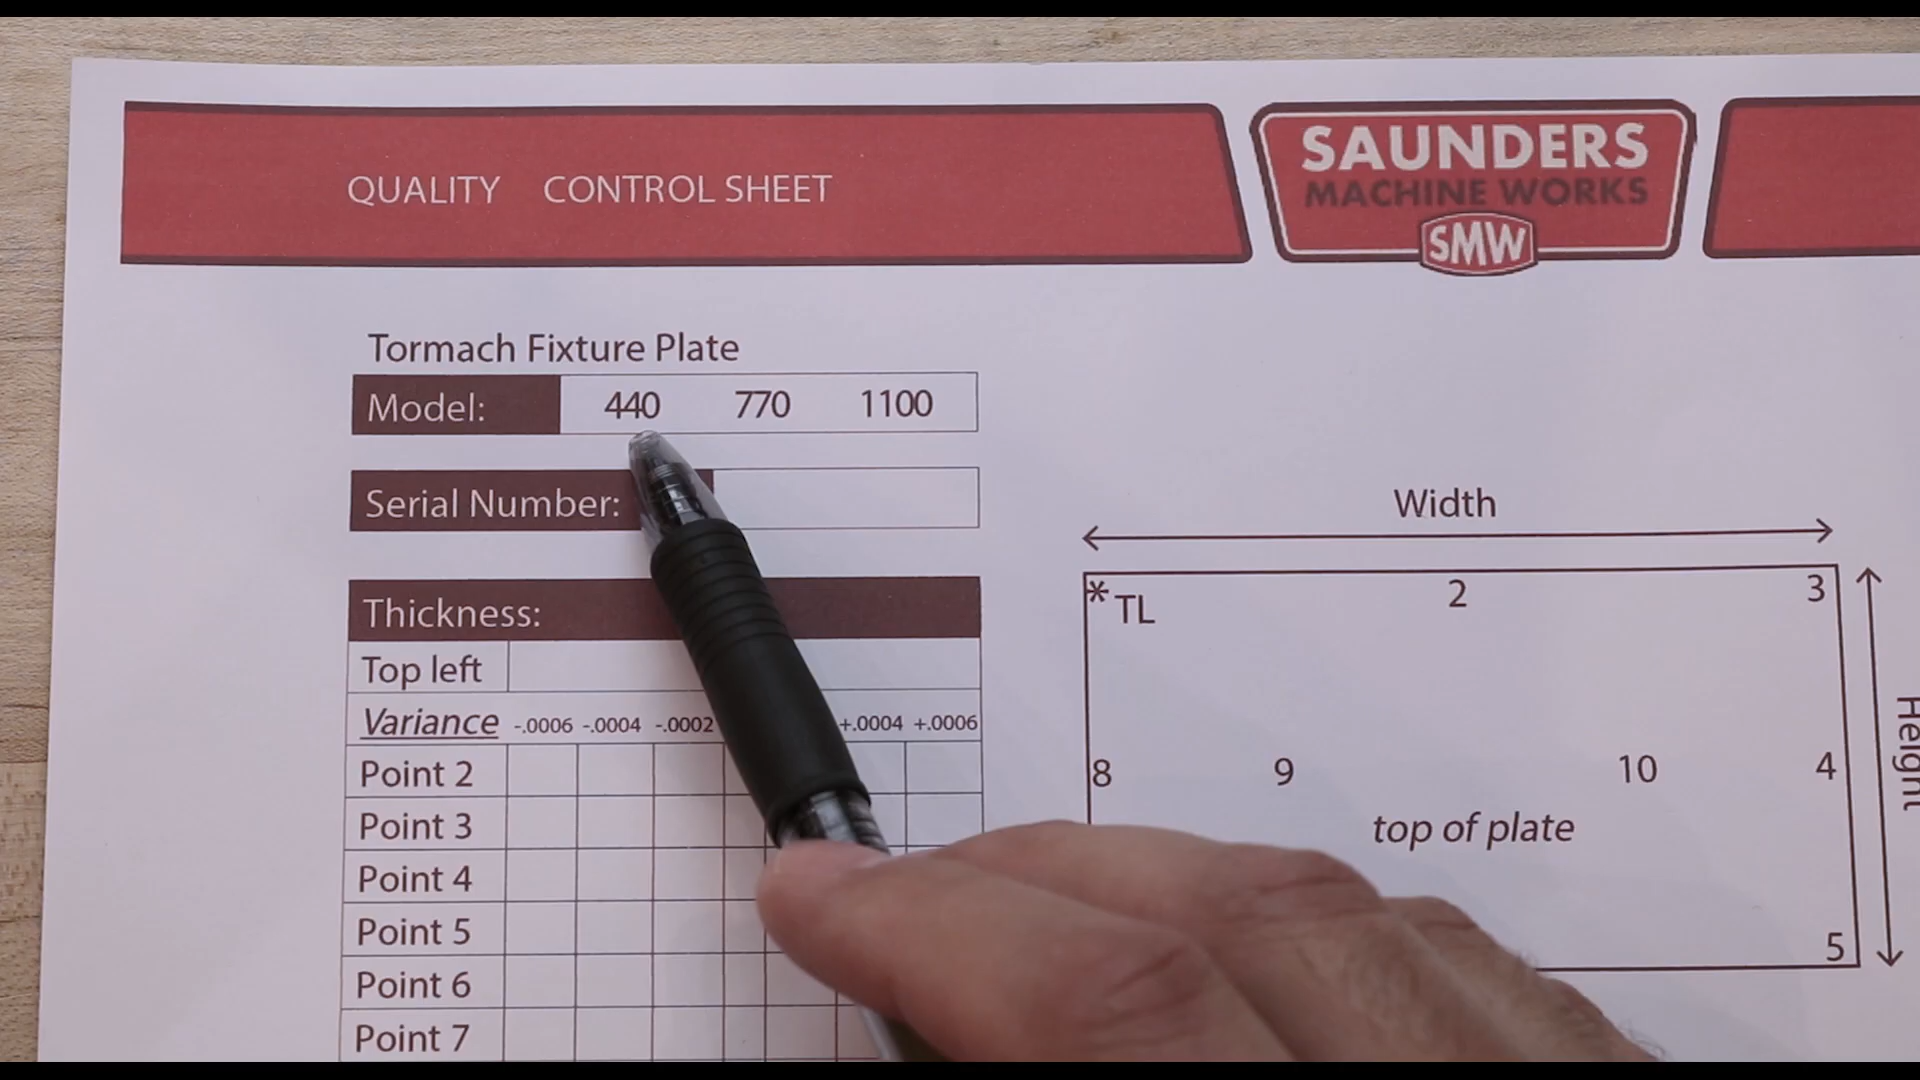 QUALITY CONTROL SHEET
SAUNDERS
MACHINE WORKS
SMW
Tormach Fixture Plate
Model: 440 770 1100
Serial Number:
Thickness:
Top left
Variance -.0006 -.0004 -.0002 +.0004 +.0006
Point 2
Point 3
Point 4
Point 5
Point 6
Point 7
Width
* TL 2 3
8 9 10 4
top of plate
5
Height